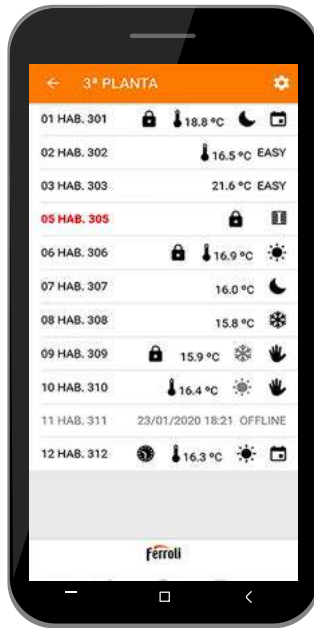 3ª PLANTA
01 HAB. 301 18.8 ºC
02 HAB. 302 16.5 ºC EASY
03 HAB. 303 21.6 ºC EASY
05 HAB. 305
06 HAB. 306 16.9 ºC
07 HAB. 307 16.0 ºC
08 HAB. 308 15.8 ºC
09 HAB. 309 15.9 ºC
10 HAB. 310 16.4 ºC
11 HAB. 311 23/01/2020 18:21 OFFLINE
12 HAB. 312 16.3 ºC
Ferroli